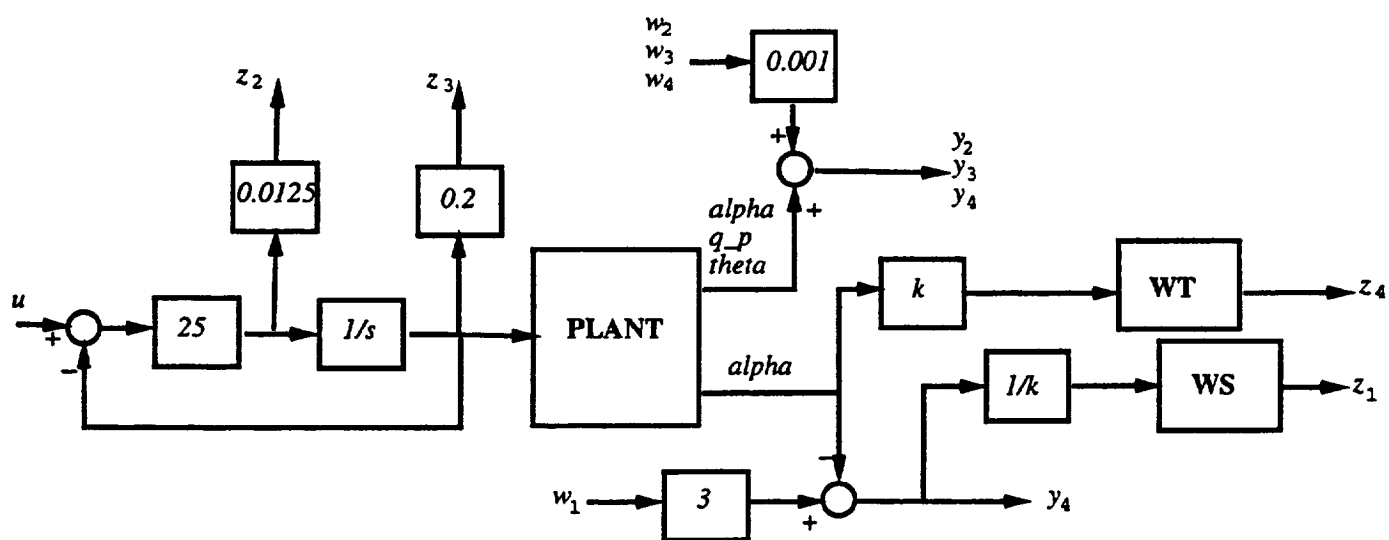 w2
w3
w4
0.001
z2
z3
+
y2
y3
y4
0.0125
0.2
alpha
q_p
theta
+
u
+
−
25
1/s
PLANT
k
WT
z4
alpha
1/k
WS
z1
−
w1
3
+
y4